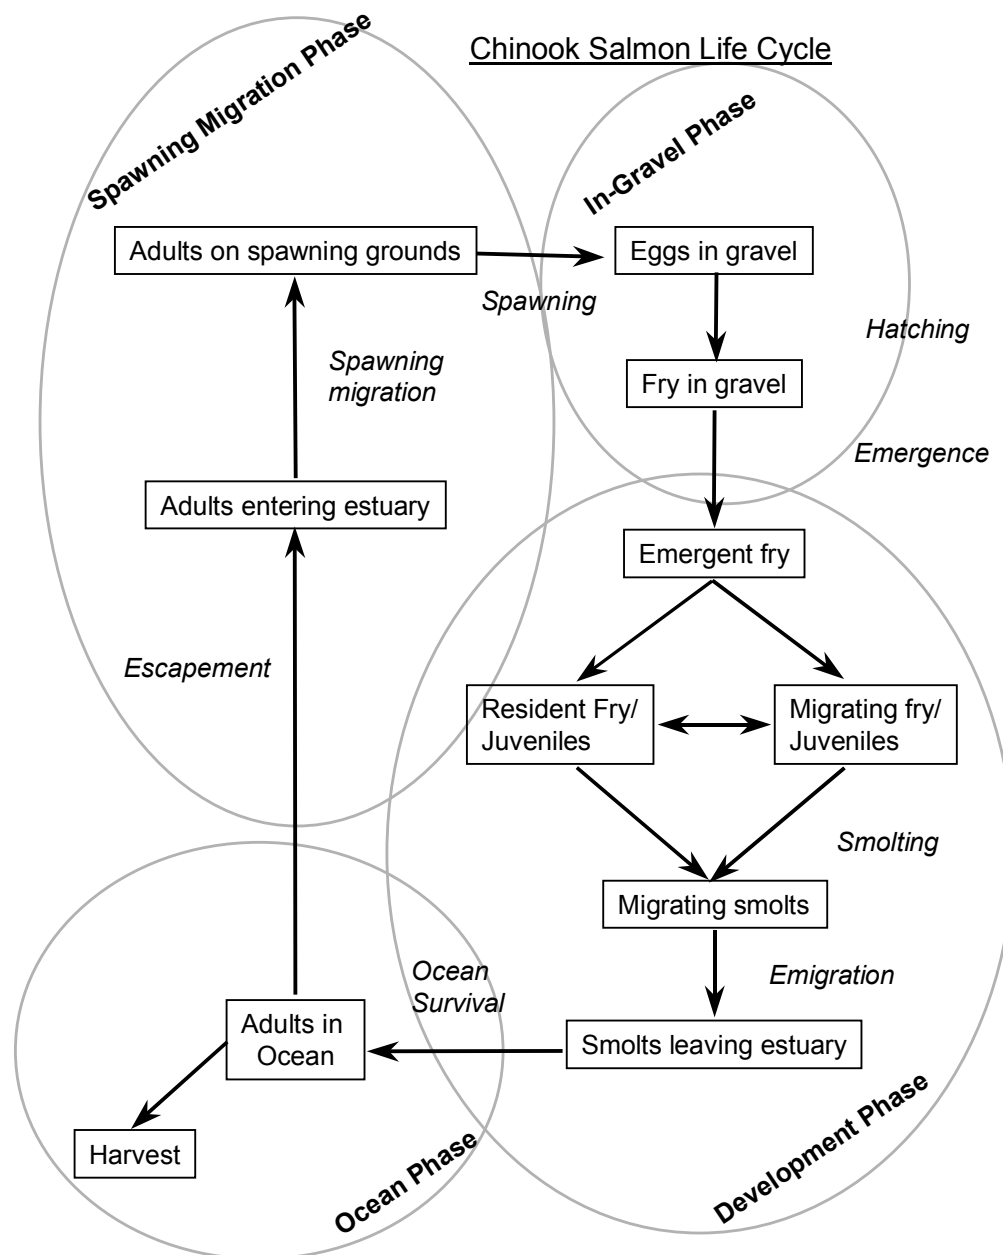 Chinook Salmon Life Cycle
Spawning Migration Phase
In-Gravel Phase
Adults on spawning grounds
Eggs in gravel
Spawning
Hatching
Spawning
migration
Fry in gravel
Emergence
Adults entering estuary
Emergent fry
Escapement
Resident Fry/
Juveniles
Migrating fry/
Juveniles
Smolting
Migrating smolts
Ocean
Survival
Emigration
Adults in
Ocean
Smolts leaving estuary
Harvest
Ocean Phase
Development Phase